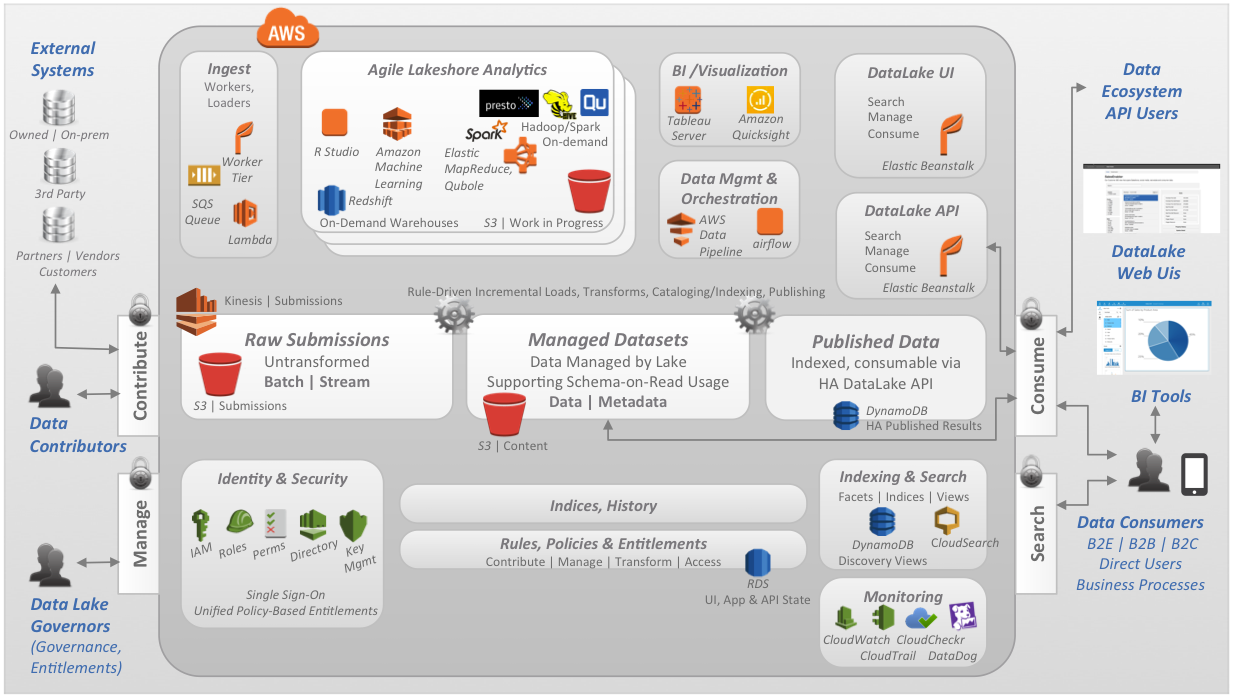 AWS
External
Systems
Owned | On-prem
3rd Party
Partners | Vendors
Customers
Data
Contributors
Data Lake
Governors
(Governance,
Entitlements)
Contribute
Manage
Ingest
Workers,
Loaders
Worker
Tier
SQS
Queue
Lambda
Agile Lakeshore Analytics
R Studio
Amazon
Machine
Learning
presto
HIVE
Qu
Spark
Hadoop/Spark
On-demand
Elastic
MapReduce,
Qubole
Redshift
On-Demand Warehouses
S3 | Work in Progress
BI /Visualization
Tableau
Server
Amazon
Quicksight
Data Mgmt &
Orchestration
AWS
Data
Pipeline
airflow
DataLake UI
Search
Manage
Consume
Elastic Beanstalk
DataLake API
Search
Manage
Consume
Elastic Beanstalk
Kinesis | Submissions
Rule-Driven Incremental Loads, Transforms, Cataloging/Indexing, Publishing
Raw Submissions
Untransformed
Batch | Stream
S3 | Submissions
Managed Datasets
Data Managed by Lake
Supporting Schema-on-Read Usage
Data | Metadata
S3 | Content
Published Data
Indexed, consumable via
HA DataLake API
DynamoDB
HA Published Results
Identity & Security
IAM
Roles
Perms
Directory
Key
Mgmt
Single Sign-On
Unified Policy-Based Entitlements
Indices, History
Rules, Policies & Entitlements
Contribute | Manage | Transform | Access
RDS
UI, App & API State
Indexing & Search
Facets | Indices | Views
DynamoDB
CloudSearch
Discovery Views
Monitoring
CloudWatch
CloudCheckr
CloudTrail
DataDog
Consume
Search
Data
Ecosystem
API Users
DataLake
Web Uis
BI Tools
Data Consumers
B2E | B2B | B2C
Direct Users
Business Processes